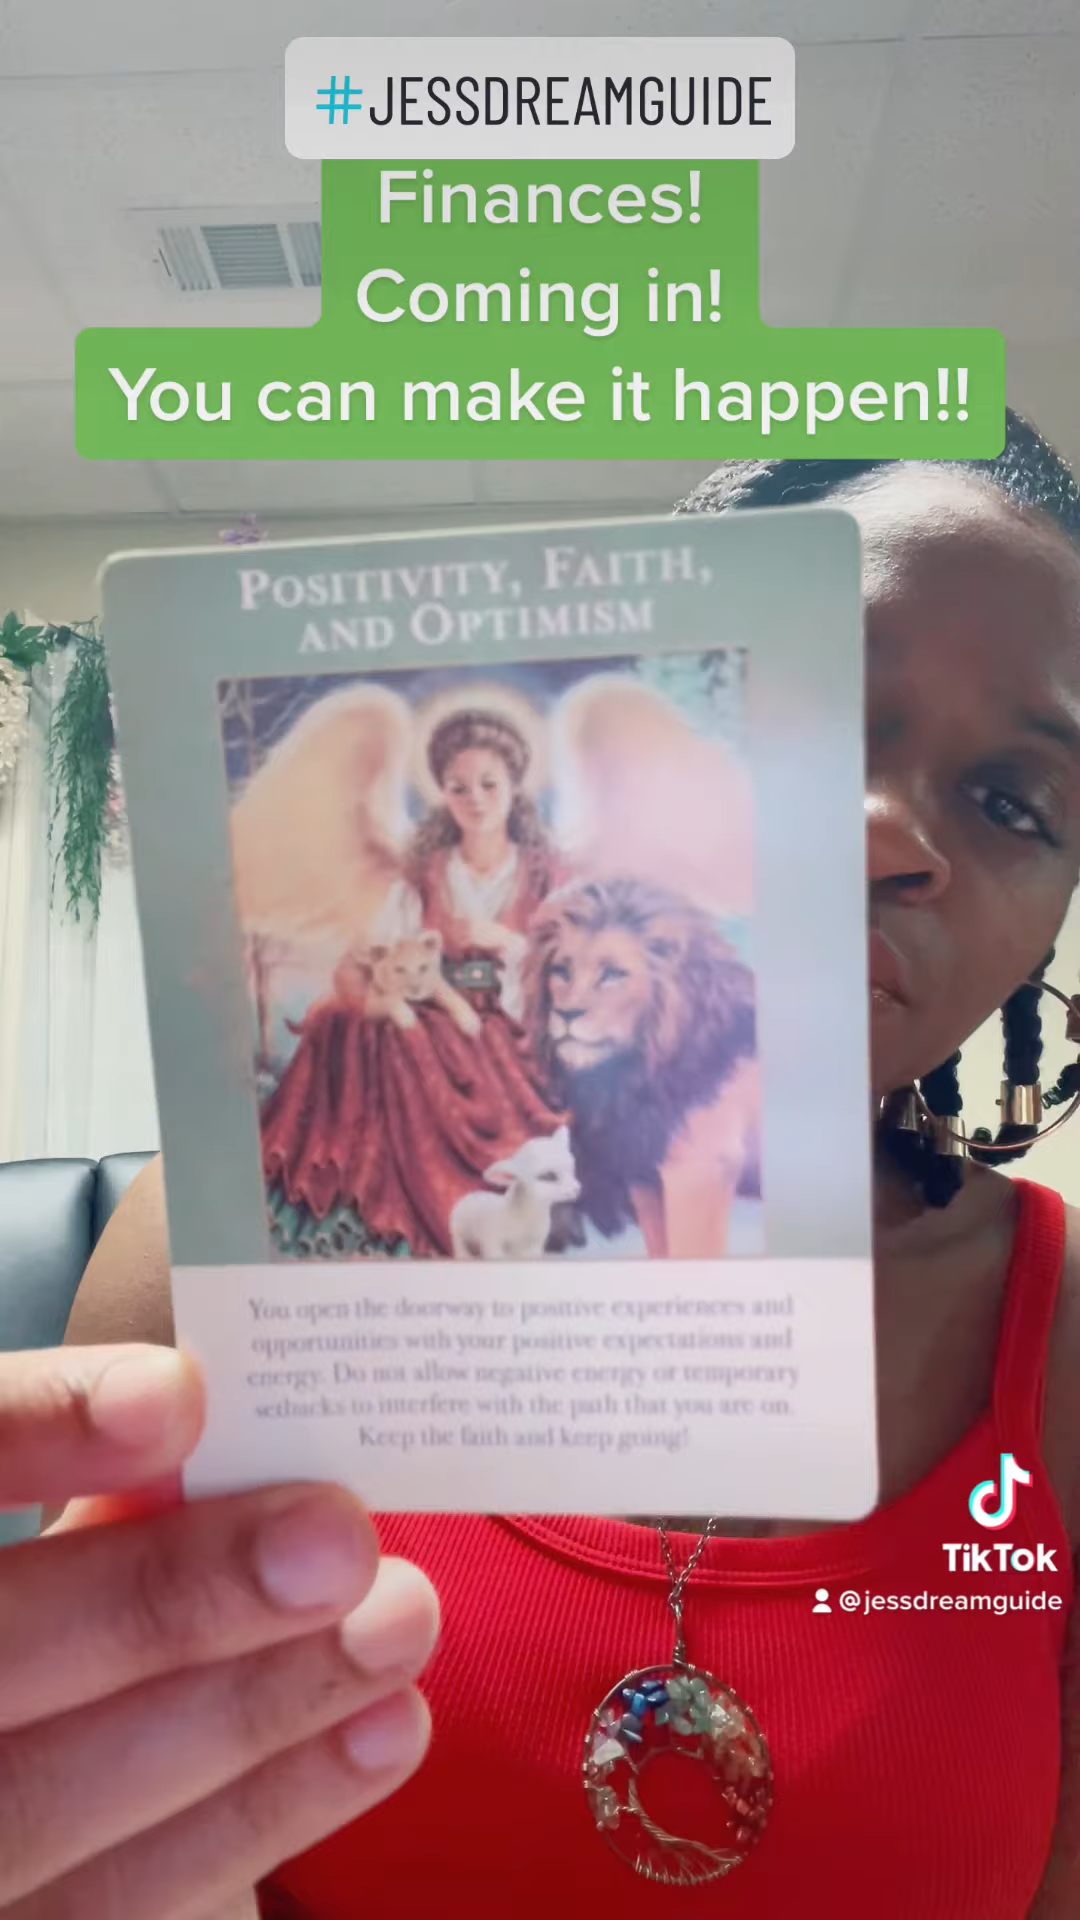 #JESSDREAMGUIDE
Finances!
Coming in!
You can make it happen!!
POSITIVITY, FAITH,
AND OPTIMISM
You open the doorway to positive experiences and
opportunities with your positive expectations and
energy. Do not allow negative energy or temporary
setbacks to interfere with the path that you are on.
Keep the faith and keep going!
TikTok
@jessdreamguide